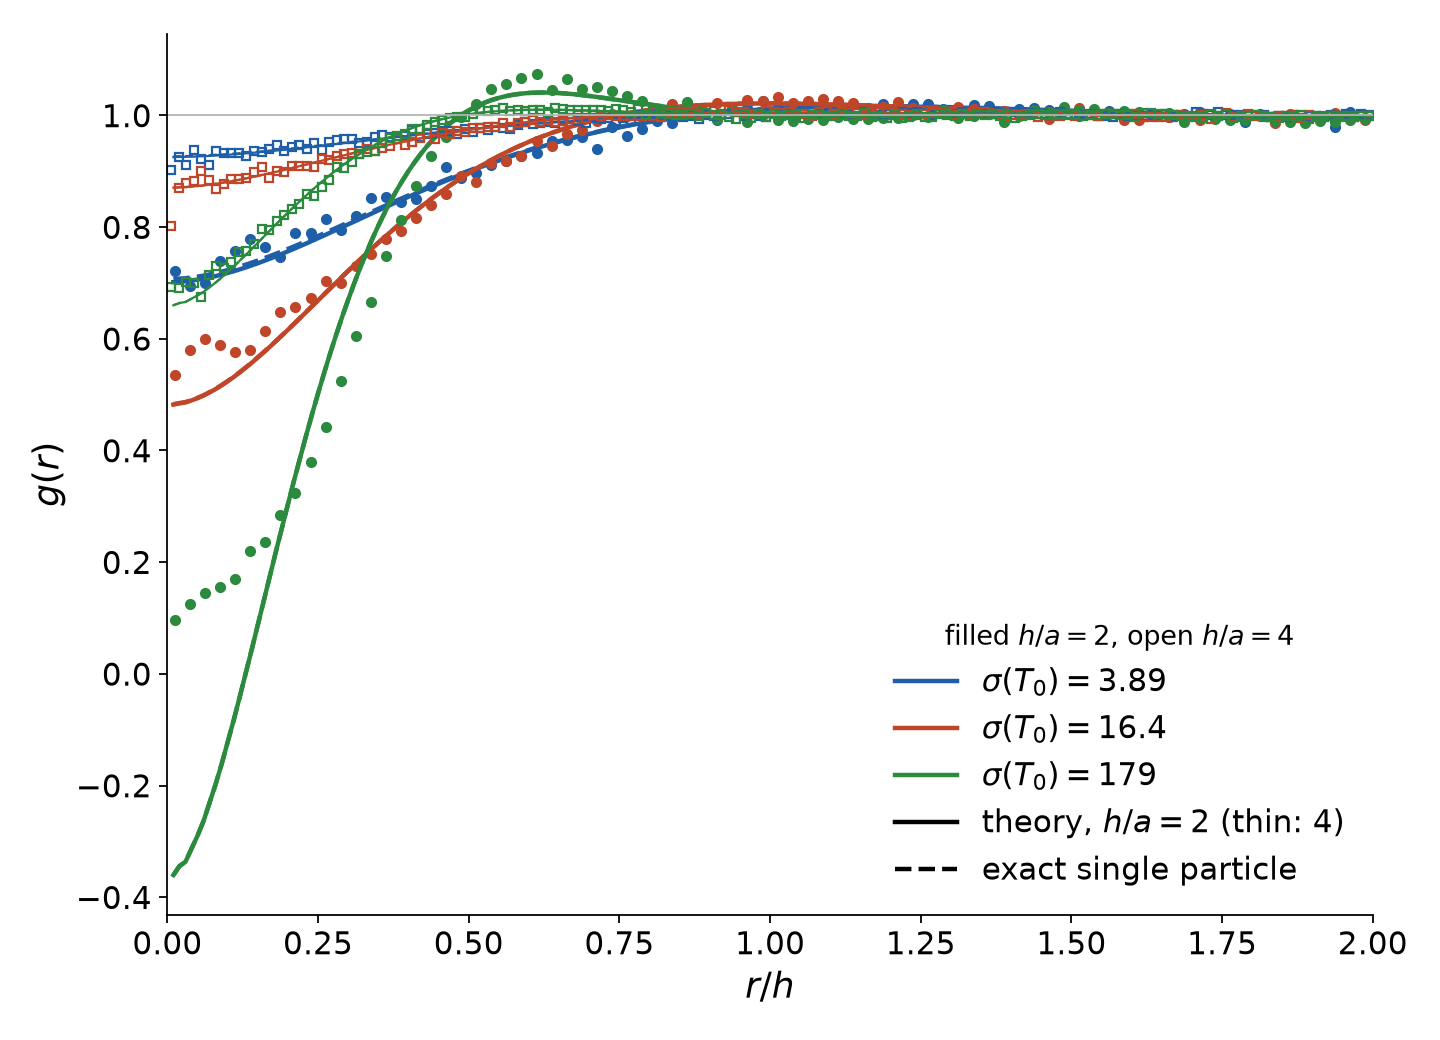 g(r)
1.0
0.8
0.6
0.4
0.2
0.0
−0.2
−0.4
filled h/a = 2, open h/a = 4
σ(T₀) = 3.89
σ(T₀) = 16.4
σ(T₀) = 179
theory, h/a = 2 (thin: 4)
exact single particle
0.00 0.25 0.50 0.75 1.00 1.25 1.50 1.75 2.00
r/h